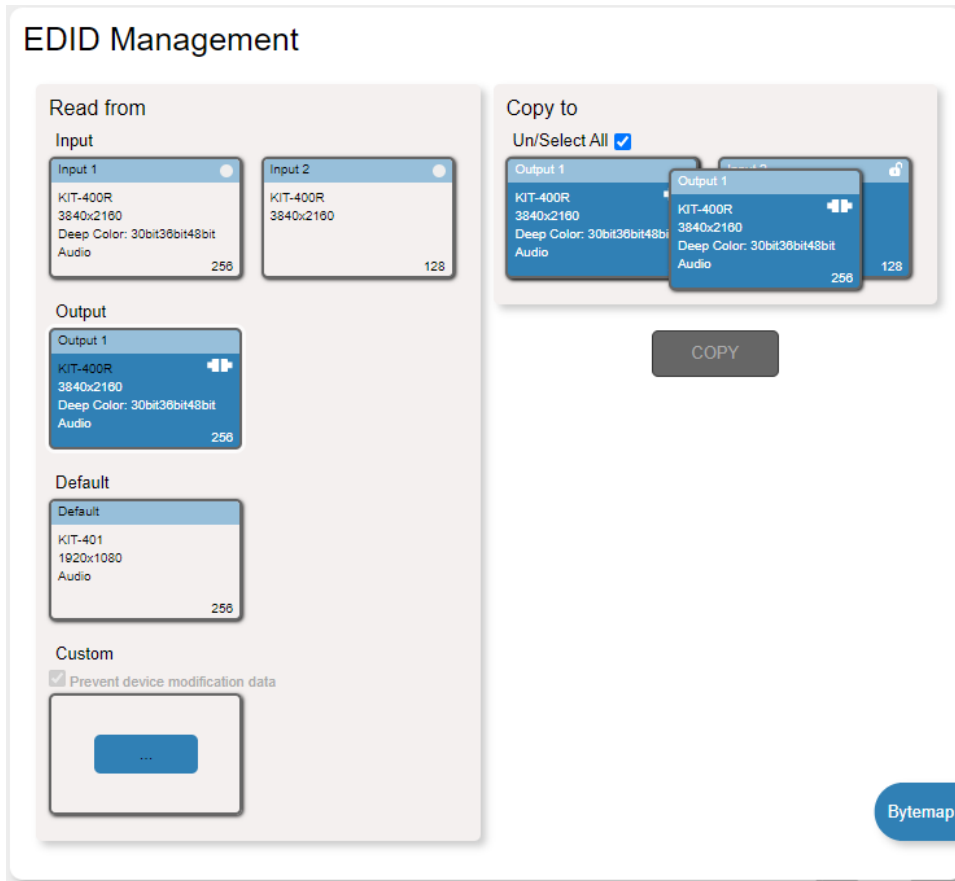 EDID Management
Read from
Input
Input 1
KIT-400R
3840x2160
Deep Color: 30bit36bit48bit
Audio
256
Input 2
KIT-400R
3840x2160
128
Output
Output 1
KIT-400R
3840x2160
Deep Color: 30bit36bit48bit
Audio
256
Default
Default
KIT-401
1920x1080
Audio
256
Custom
Prevent device modification data
...
Copy to
Un/Select All
Output 1
KIT-400R
3840x2160
Deep Color: 30bit36bit48bi
Audio
Output 1
KIT-400R
3840x2160
Deep Color: 30bit36bit48bit
Audio
256
128
COPY
Bytemap